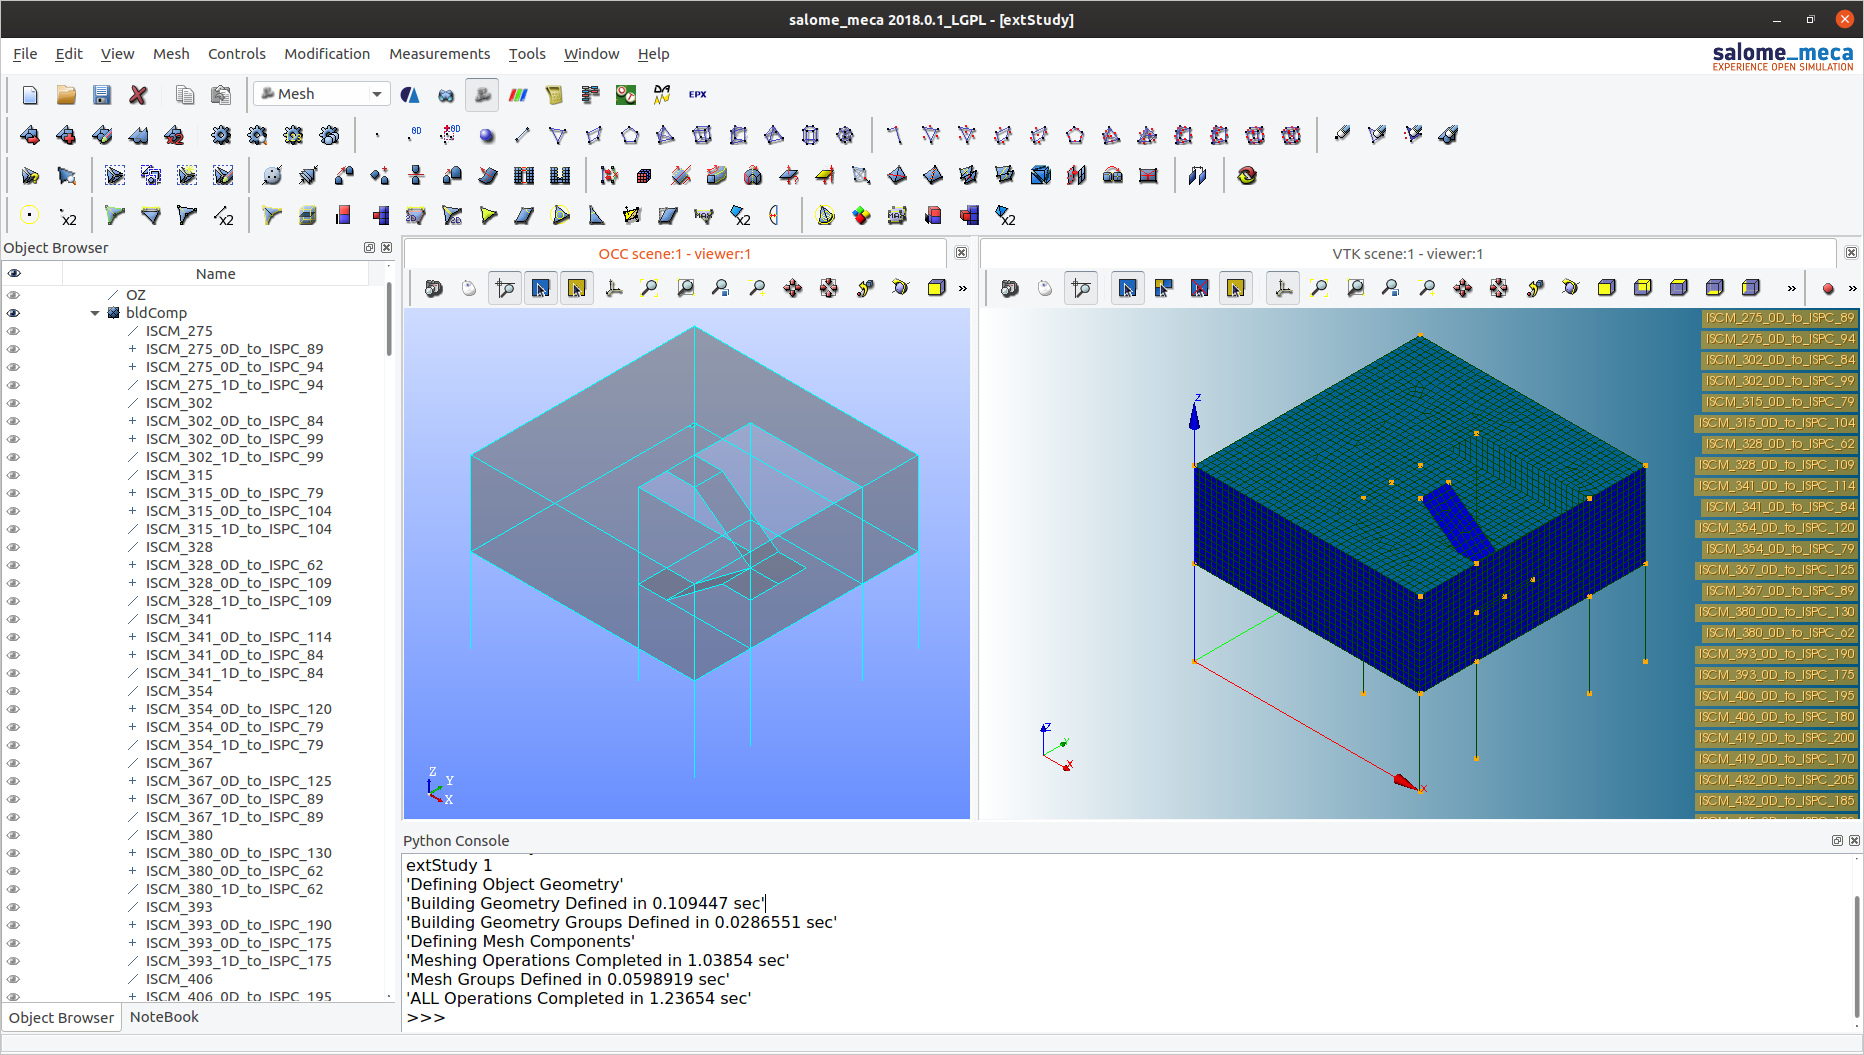 salome_meca 2018.0.1_LGPL - [extStudy]
File Edit View Mesh Controls Modification Measurements Tools Window Help
salome_meca
EXPERIENCE OPEN SIMULATION
Mesh
EPX
Object Browser
Name
OZ
bldComp
ISCM_275
ISCM_275_0D_to_ISPC_89
ISCM_275_0D_to_ISPC_94
ISCM_275_1D_to_ISPC_94
ISCM_302
ISCM_302_0D_to_ISPC_84
ISCM_302_0D_to_ISPC_99
ISCM_302_1D_to_ISPC_99
ISCM_315
ISCM_315_0D_to_ISPC_79
ISCM_315_0D_to_ISPC_104
ISCM_315_1D_to_ISPC_104
ISCM_328
ISCM_328_0D_to_ISPC_62
ISCM_328_0D_to_ISPC_109
ISCM_328_1D_to_ISPC_109
ISCM_341
ISCM_341_0D_to_ISPC_114
ISCM_341_0D_to_ISPC_84
ISCM_341_1D_to_ISPC_84
ISCM_354
ISCM_354_0D_to_ISPC_120
ISCM_354_0D_to_ISPC_79
ISCM_354_1D_to_ISPC_79
ISCM_367
ISCM_367_0D_to_ISPC_125
ISCM_367_0D_to_ISPC_89
ISCM_367_1D_to_ISPC_89
ISCM_380
ISCM_380_0D_to_ISPC_130
ISCM_380_0D_to_ISPC_62
ISCM_380_1D_to_ISPC_62
ISCM_393
ISCM_393_0D_to_ISPC_190
ISCM_393_0D_to_ISPC_175
ISCM_393_1D_to_ISPC_175
ISCM_406
ISCM_406_0D_to_ISPC_195
Object Browser
NoteBook
OCC scene:1 - viewer:1
Z
Y
X
VTK scene:1 - viewer:1
Z
X
Z
Y
X
ISCM_275_0D_to_ISPC_89
ISCM_275_0D_to_ISPC_94
ISCM_302_0D_to_ISPC_84
ISCM_302_0D_to_ISPC_99
ISCM_315_0D_to_ISPC_79
ISCM_315_0D_to_ISPC_104
ISCM_328_0D_to_ISPC_62
ISCM_328_0D_to_ISPC_109
ISCM_341_0D_to_ISPC_114
ISCM_341_0D_to_ISPC_84
ISCM_354_0D_to_ISPC_120
ISCM_354_0D_to_ISPC_79
ISCM_367_0D_to_ISPC_125
ISCM_367_0D_to_ISPC_89
ISCM_380_0D_to_ISPC_130
ISCM_380_0D_to_ISPC_62
ISCM_393_0D_to_ISPC_190
ISCM_393_0D_to_ISPC_175
ISCM_406_0D_to_ISPC_195
ISCM_406_0D_to_ISPC_180
ISCM_419_0D_to_ISPC_200
ISCM_419_0D_to_ISPC_170
ISCM_432_0D_to_ISPC_205
ISCM_432_0D_to_ISPC_185
Python Console
extStudy 1
'Defining Object Geometry'
'Building Geometry Defined in 0.109447 sec'
'Building Geometry Groups Defined in 0.0286551 sec'
'Defining Mesh Components'
'Meshing Operations Completed in 1.03854 sec'
'Mesh Groups Defined in 0.0598919 sec'
'ALL Operations Completed in 1.23654 sec'
>>>